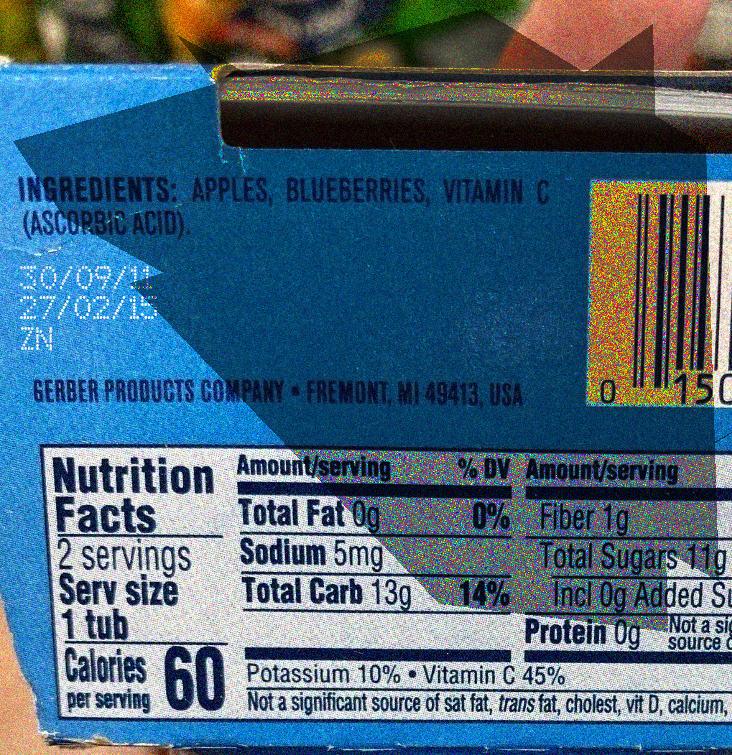 INGREDIENTS: APPLES, BLUEBERRIES, VITAMIN C
(ASCORBIC ACID).
30/09/11
27/02/15
ZN
GERBER PRODUCTS COMPANY • FREMONT, MI 49413, USA
0 150
Nutrition
Facts
2 servings
Serv size
1 tub
Calories
per serving
60
Amount/serving % DV
Total Fat 0g 0%
Sodium 5mg
Total Carb 13g 14%
Amount/serving
Fiber 1g
Total Sugars 11g
Incl 0g Added
Protein 0g
Not a
source
Potassium 10% • Vitamin C 45%
Not a significant source of sat fat, trans fat, cholest, vit D, calcium,